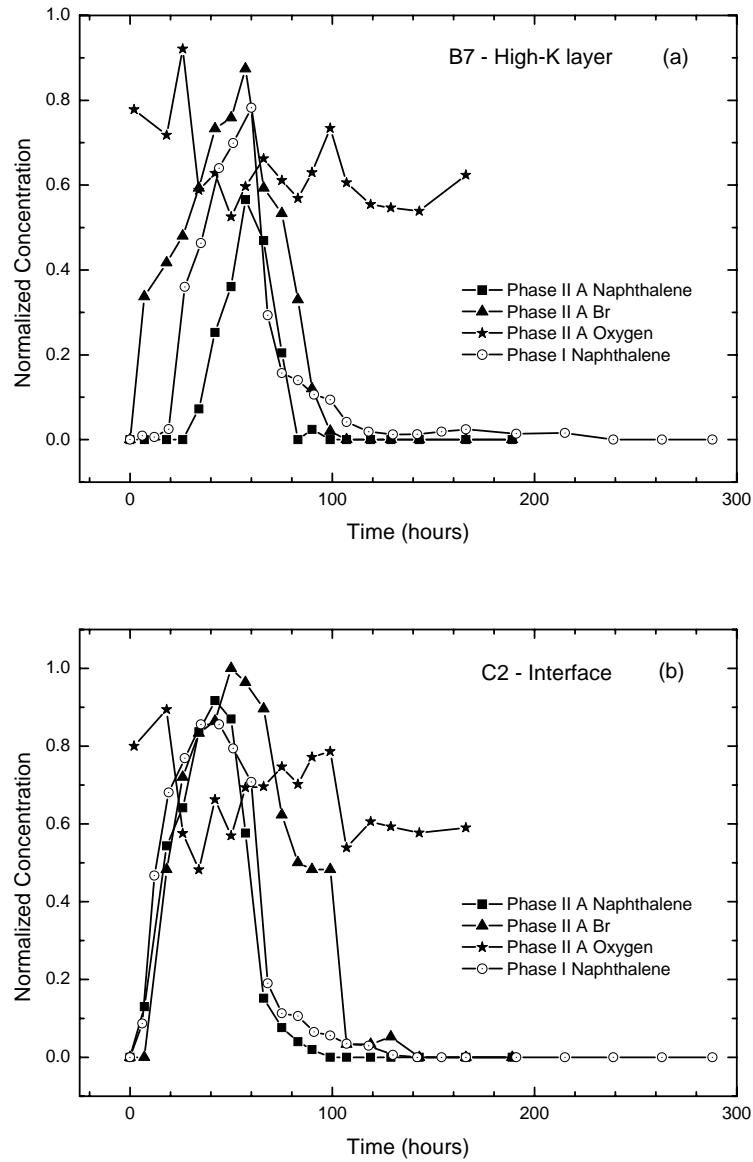 B7 - High-K layer (a)
1.0
0.8
0.6
0.4
0.2
0.0
Normalized Concentration
Phase II A Naphthalene
Phase II A Br
Phase II A Oxygen
Phase I Naphthalene
0 100 200 300
Time (hours)
C2 - Interface (b)
1.0
0.8
0.6
0.4
0.2
0.0
Normalized Concentration
Phase II A Naphthalene
Phase II A Br
Phase II A Oxygen
Phase I Naphthalene
0 100 200 300
Time (hours)